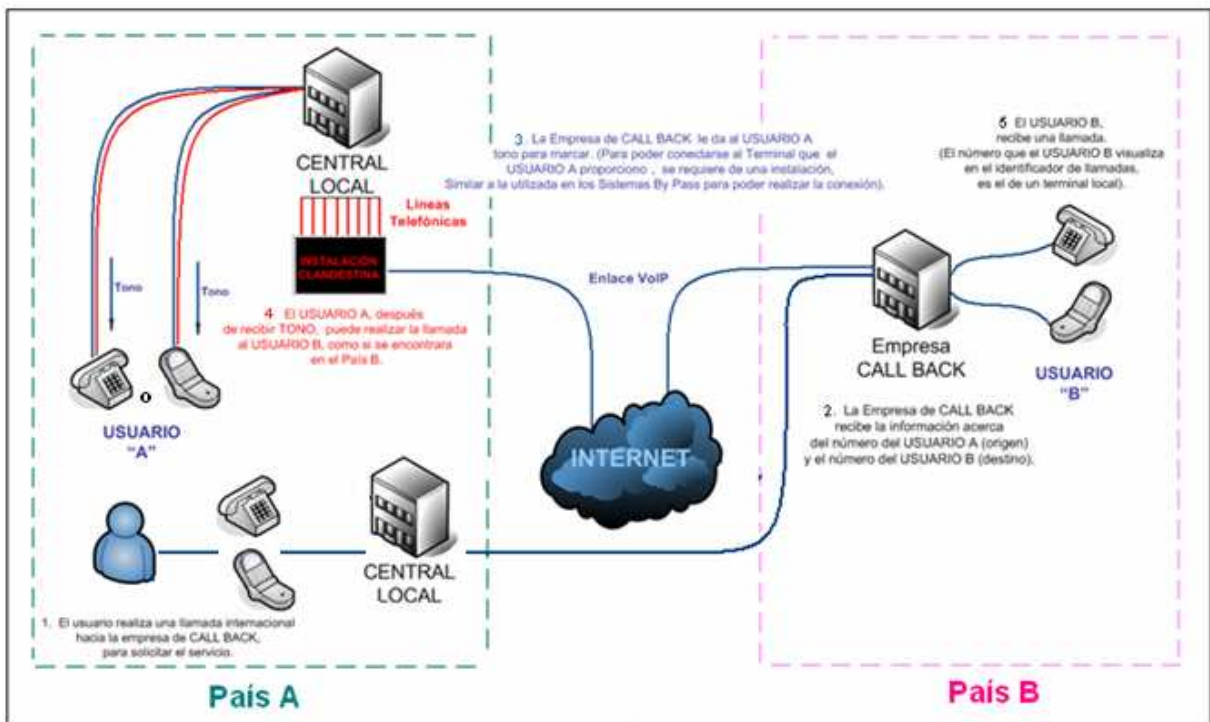 CENTRAL
LOCAL
Líneas
Telefónicas
INSTALACIÓN
CLANDESTINA
Tono
Tono
4 El USUARIO A, después
de recibir TONO, puede realizar la llamada
al USUARIO B, como si se encontrara
en el País B.
o
USUARIO
"A"
3. La Empresa de CALL BACK le da al USUARIO A
tono para marcar. (Para poder conectarse al Terminal que el
USUARIO A proporciono , se requiere de una instalación,
Similar a la utilizada en los Sistemas By Pass para poder realizar la conexión).
5 El USUARIO B,
recibe una llamada.
(El número que el USUARIO B visualiza
en el identificador de llamadas,
es el de un terminal local).
Enlace VoIP
Empresa
CALL BACK
USUARIO
"B"
2. La Empresa de CALL BACK
recibe la información acerca
del número del USUARIO A (origen)
y el número del USUARIO B (destino).
INTERNET
CENTRAL
LOCAL
1. El usuario realiza una llamada internacional
hacia la empresa de CALL BACK,
para solicitar el servicio.
País A
País B